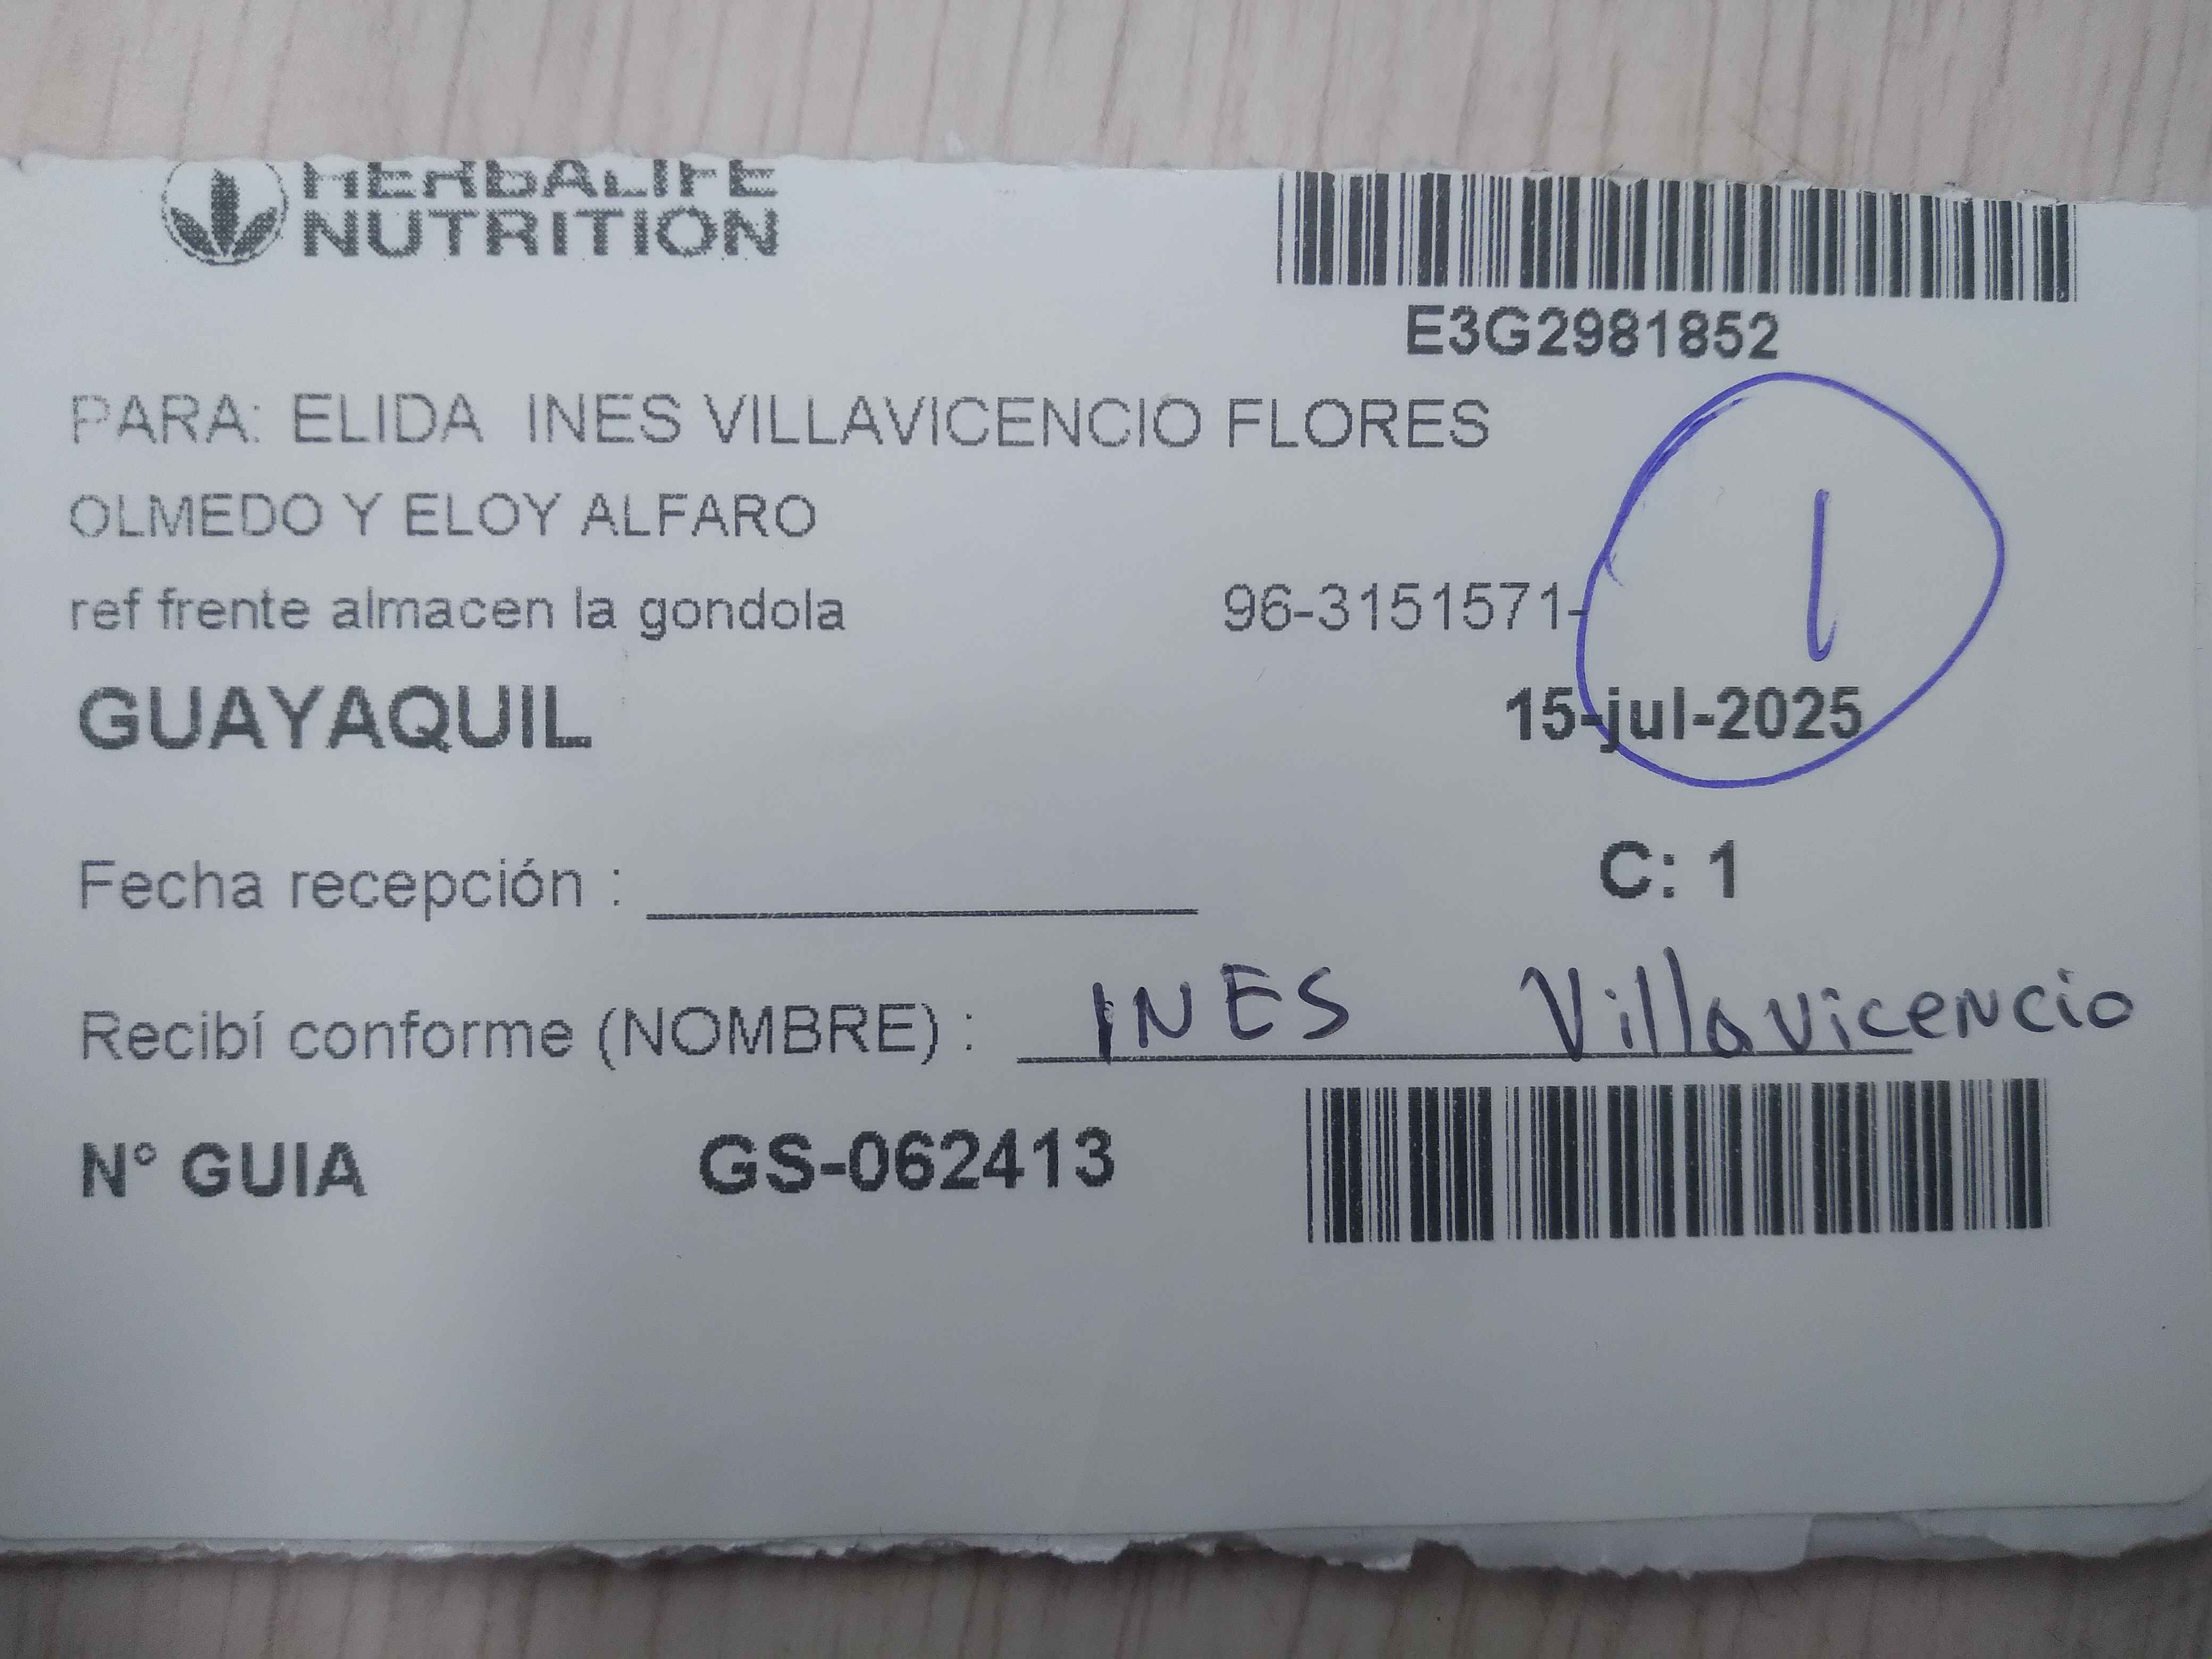 HERBALIFE
NUTRITION
E3G2981852
PARA: ELIDA INES VILLAVICENCIO FLORES
OLMEDO Y ELOY ALFARO
ref frente almacen la gondola 96-3151571-
1
GUAYAQUIL 15-jul-2025
Fecha recepción : C: 1
Recibí conforme (NOMBRE) : INES Villavicencio
N° GUIA GS-062413